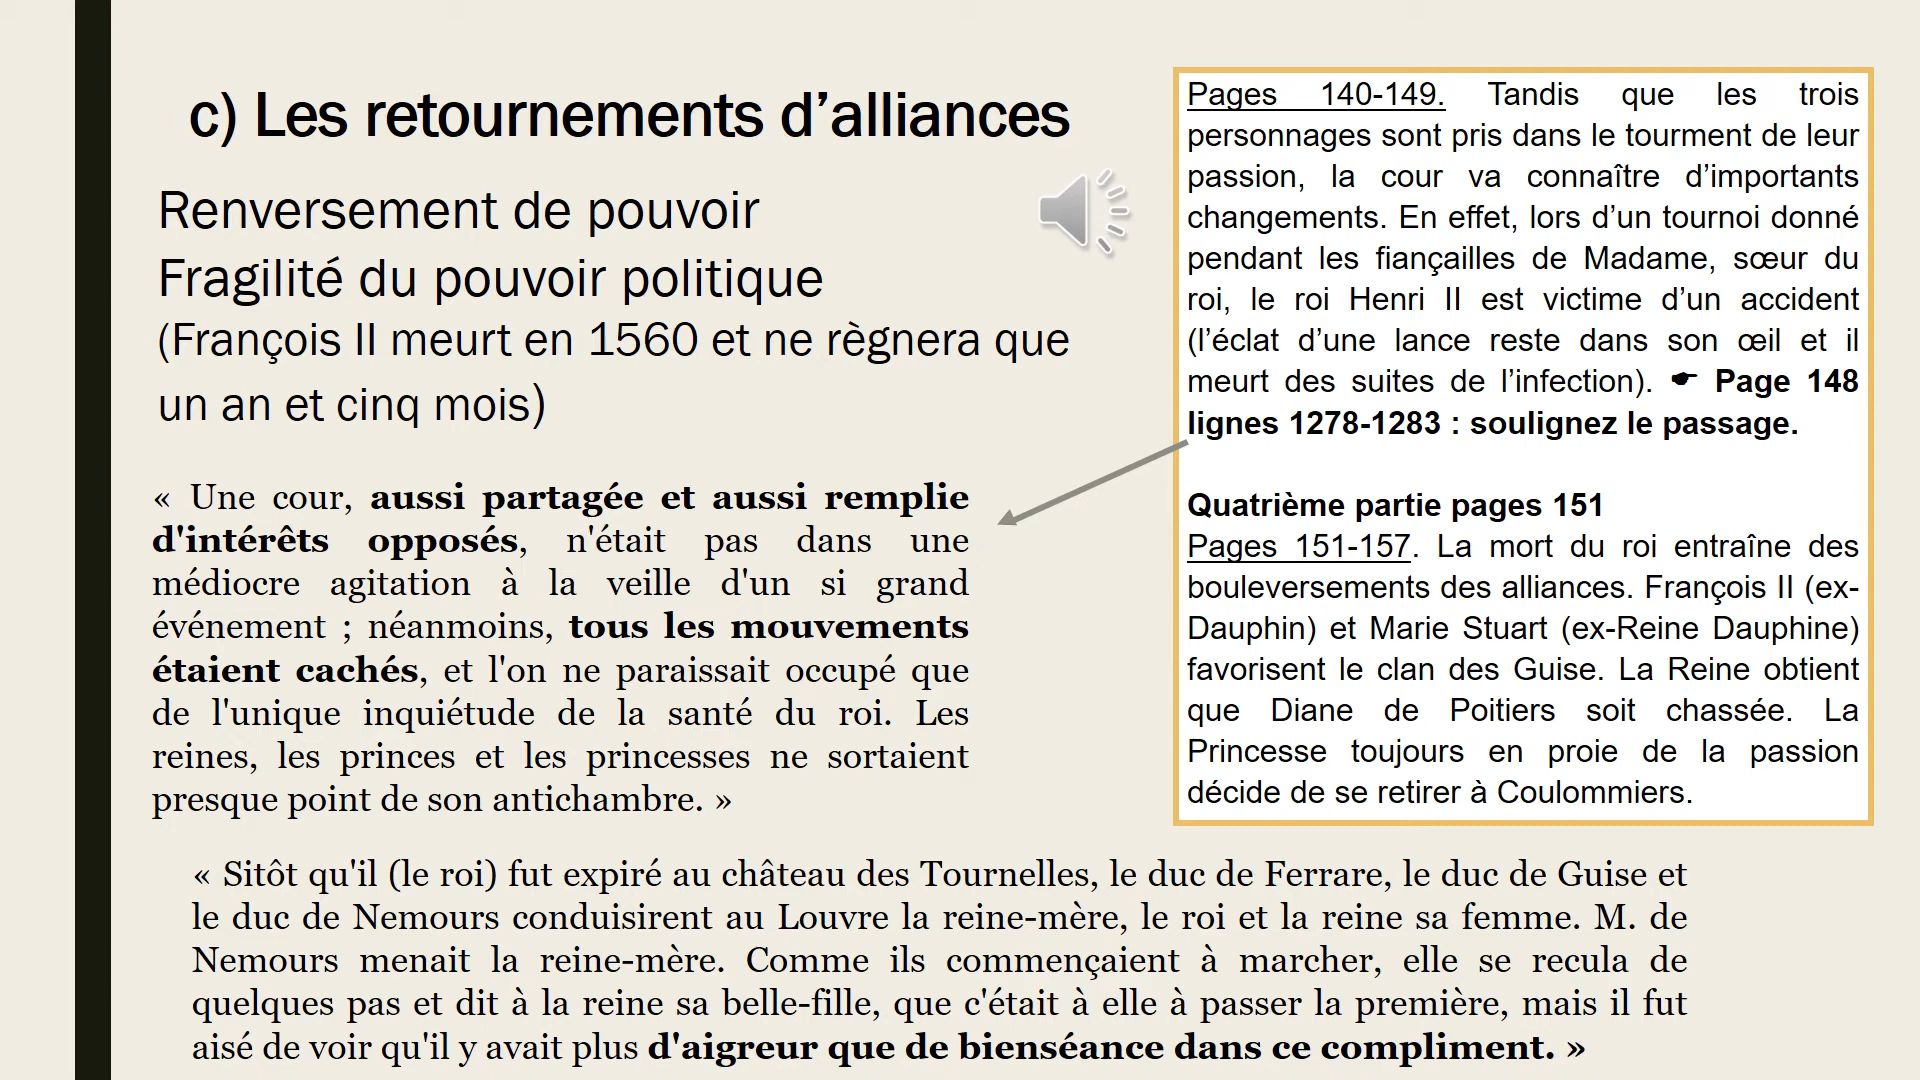 c) Les retournements d’alliances
Renversement de pouvoir
Fragilité du pouvoir politique
(François II meurt en 1560 et ne règnera que
un an et cinq mois)
« Une cour, aussi partagée et aussi remplie
d'intérêts opposés, n'était pas dans une
médiocre agitation à la veille d'un si grand
événement ; néanmoins, tous les mouvements
étaient cachés, et l'on ne paraissait occupé que
de l'unique inquiétude de la santé du roi. Les
reines, les princes et les princesses ne sortaient
presque point de son antichambre. »
Pages 140-149. Tandis que les trois
personnages sont pris dans le tourment de leur
passion, la cour va connaître d’importants
changements. En effet, lors d’un tournoi donné
pendant les fiançailles de Madame, sœur du
roi, le roi Henri II est victime d’un accident
(l’éclat d’une lance reste dans son œil et il
meurt des suites de l’infection). ☛ Page 148
lignes 1278-1283 : soulignez le passage.
Quatrième partie pages 151
Pages 151-157. La mort du roi entraîne des
bouleversements des alliances. François II (ex-
Dauphin) et Marie Stuart (ex-Reine Dauphine)
favorisent le clan des Guise. La Reine obtient
que Diane de Poitiers soit chassée. La
Princesse toujours en proie de la passion
décide de se retirer à Coulommiers.
« Sitôt qu'il (le roi) fut expiré au château des Tournelles, le duc de Ferrare, le duc de Guise et
le duc de Nemours conduisirent au Louvre la reine-mère, le roi et la reine sa femme. M. de
Nemours menait la reine-mère. Comme ils commençaient à marcher, elle se recula de
quelques pas et dit à la reine sa belle-fille, que c'était à elle à passer la première, mais il fut
aisé de voir qu'il y avait plus d'aigreur que de bienséance dans ce compliment. »